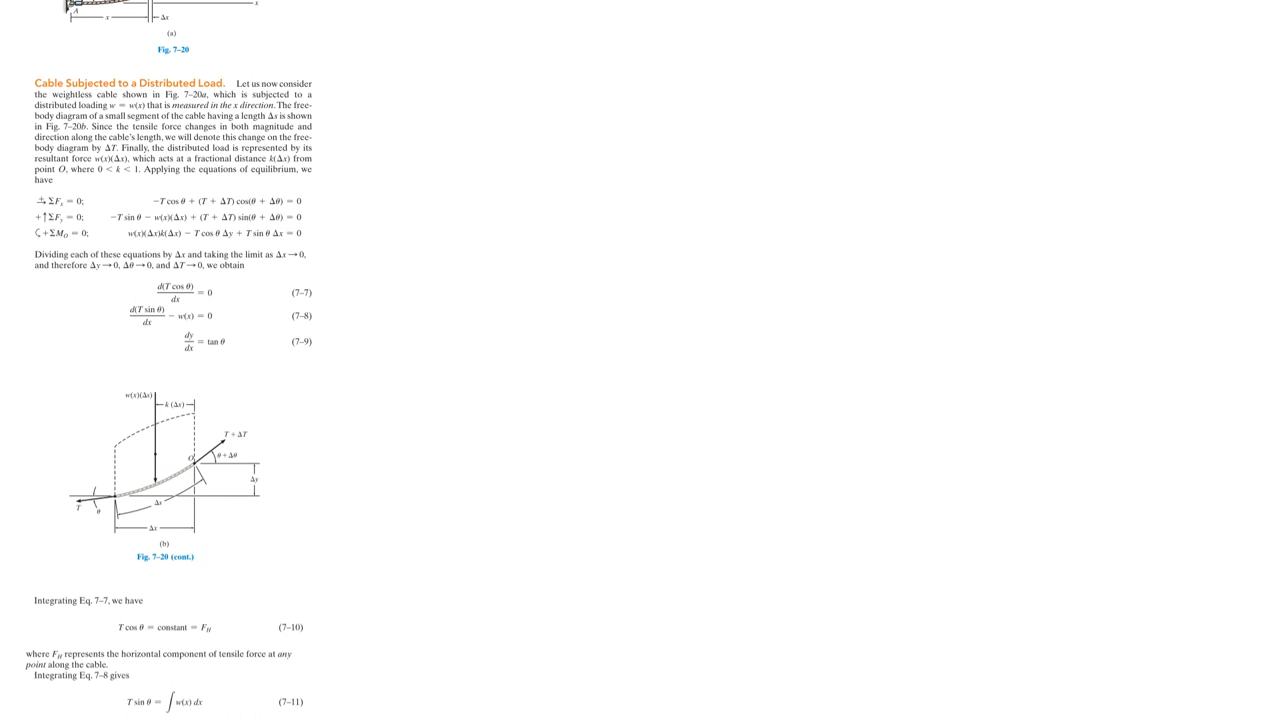 A
x
Δx
x
(a)
Fig. 7–20
Cable Subjected to a Distributed Load. Let us now consider
the weightless cable shown in Fig. 7–20a, which is subjected to a
distributed loading w = w(x) that is measured in the x direction. The free-
body diagram of a small segment of the cable having a length Δs is shown
in Fig. 7–20b. Since the tensile force changes in both magnitude and
direction along the cable's length, we will denote this change on the free-
body diagram by ΔT. Finally, the distributed load is represented by its
resultant force w(x)(Δx), which acts at a fractional distance k(Δx) from
point O, where 0 < k < 1. Applying the equations of equilibrium, we
have
→+ ΣFx = 0; −T cos θ + (T + ΔT) cos(θ + Δθ) = 0
+↑ΣFy = 0; −T sin θ − w(x)(Δx) + (T + ΔT) sin(θ + Δθ) = 0
↺+ΣMO = 0; w(x)(Δx)k(Δx) − T cos θ Δy + T sin θ Δx = 0
Dividing each of these equations by Δx and taking the limit as Δx → 0,
and therefore Δy → 0, Δθ → 0, and ΔT → 0, we obtain
d(T cos θ)/dx = 0 (7–7)
d(T sin θ)/dx − w(x) = 0 (7–8)
dy/dx = tan θ (7–9)
w(x)(Δx)
k (Δx)
T + ΔT
O
θ + Δθ
Δy
T
θ
Δs
Δx
(b)
Fig. 7–20 (cont.)
Integrating Eq. 7–7, we have
T cos θ = constant = FH (7–10)
where FH represents the horizontal component of tensile force at any
point along the cable.
Integrating Eq. 7–8 gives
T sin θ = ∫ w(x) dx (7–11)